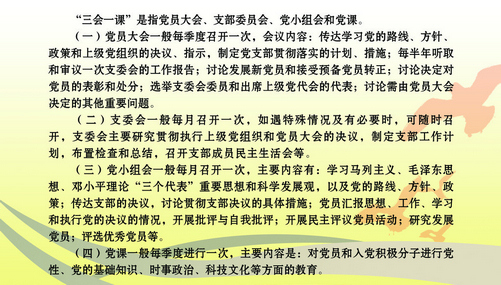 “三会一课”是指党员大会、支部委员会、党小组会和党课。
（一）党员大会一般每季度召开一次，会议内容：传达学习党的路线、方针、
政策和上级党组织的决议、指示，制定党支部贯彻落实的计划、措施；每半年听取
和审议一次支委会的工作报告；讨论发展新党员和接受预备党员转正；讨论决定对
党员的表彰和处分；选举支委会委员和出席上级党代会的代表；讨论需由党员大会
决定的其他重要问题。
（二）支委会一般每月召开一次，如遇特殊情况及有必要时，可随时召
开，支委会主要研究贯彻执行上级党组织和党员大会的决议，制定支部工作计
划，布置检查和总结，召开支部成员民主生活会等。
（三）党小组会一般每月召开一次，主要内容有：学习马列主义、毛泽东思
想、邓小平理论“三个代表”重要思想和科学发展观，以及党的路线、方针、政
策；传达支部的决议，讨论贯彻支部决议的具体措施；党员汇报思想、工作、学习
和执行党的决议的情况，开展批评与自我批评；开展民主评议党员活动；研究发展
党员；评选优秀党员等。
（四）党课一般每季度进行一次，主要内容是：对党员和入党积极分子进行党
性、党的基础知识、时事政治、科技文化等方面的教育。